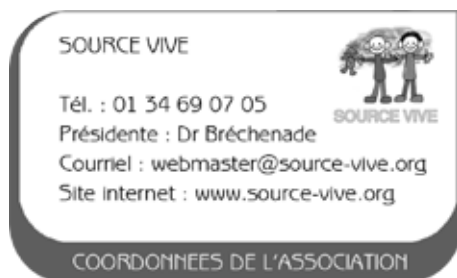 SOURCE VIVE
Tél. : 01 34 69 07 05
Présidente : Dr Bréchenade
Courriel : webmaster@source-vive.org
Site internet : www.source-vive.org
SOURCE VIVE
COORDONNEES DE L'ASSOCIATION